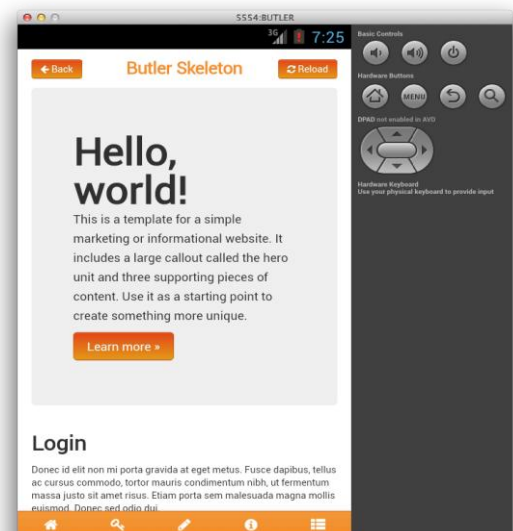 5554:BUTLER
3G 7:25
Back Butler Skeleton Reload
Hello,
world!
This is a template for a simple
marketing or informational website. It
includes a large callout called the hero
unit and three supporting pieces of
content. Use it as a starting point to
create something more unique.
Learn more »
Login
Donec id elit non mi porta gravida at eget metus. Fusce dapibus, tellus
ac cursus commodo, tortor mauris condimentum nibh, ut fermentum
massa justo sit amet risus. Etiam porta sem malesuada magna mollis
euismod. Donec sed odio dui.
Basic Controls
Hardware Buttons
MENU
DPAD not enabled in AVD
Hardware Keyboard
Use your physical keyboard to provide input